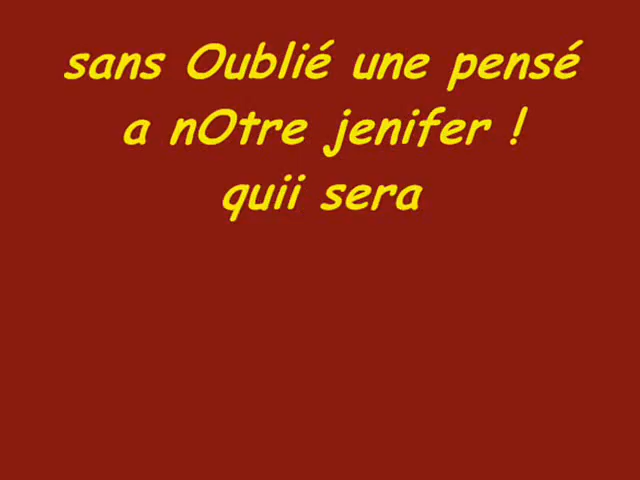 sans Oublié une pensé
a nOtre jenifer !
quii sera